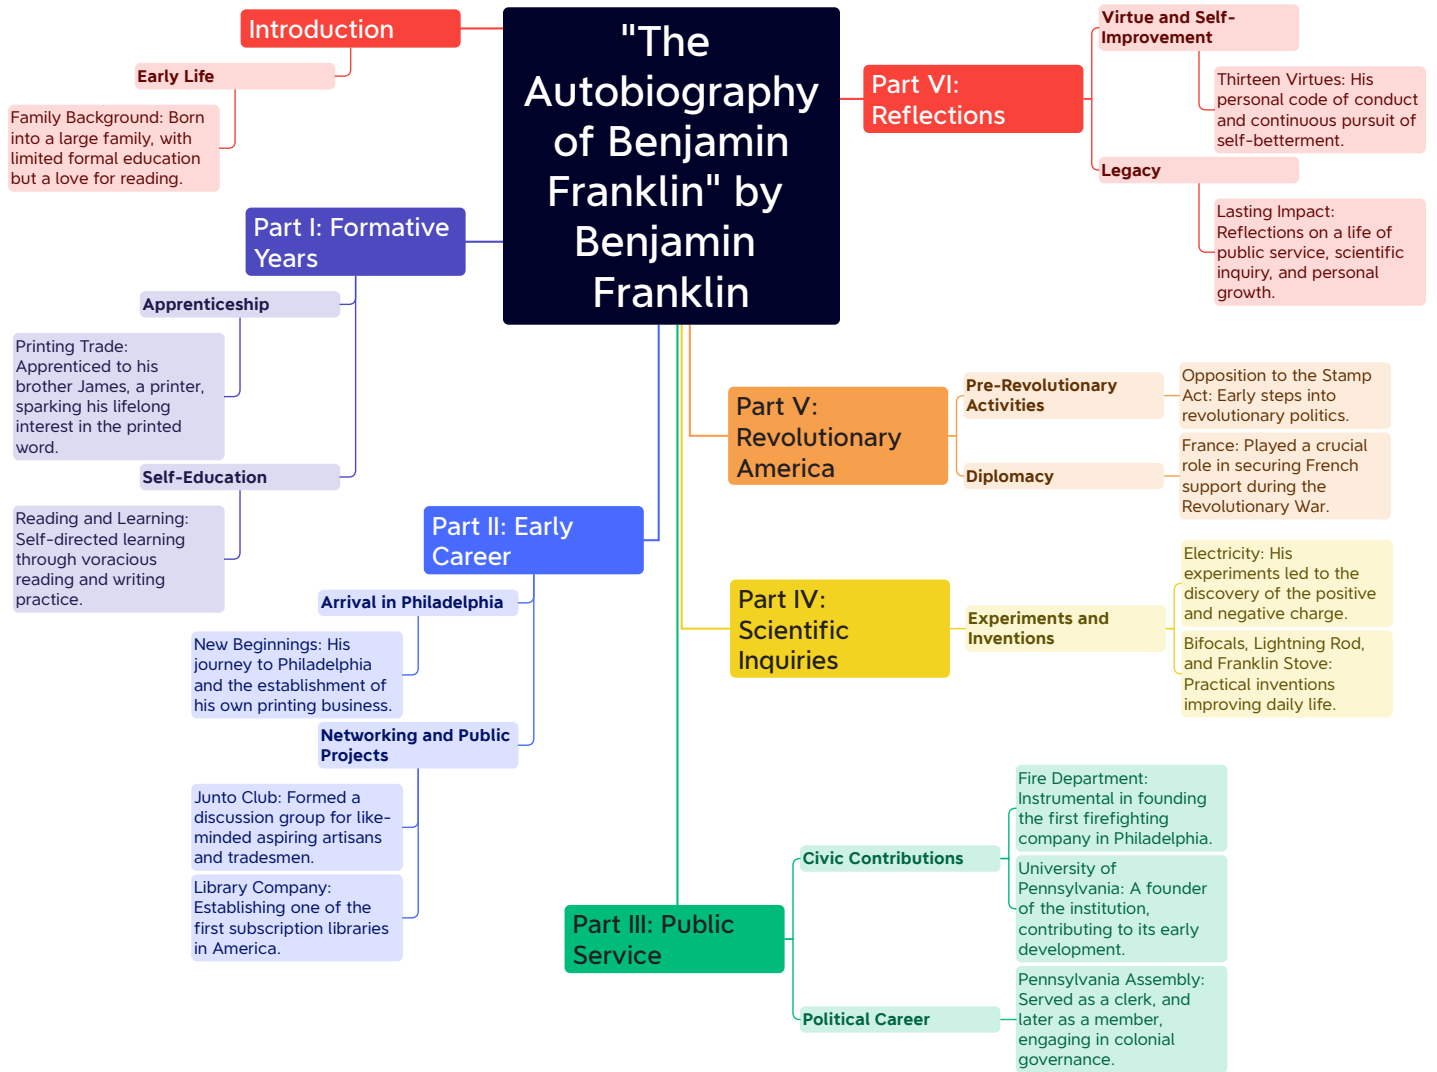 "The
Autobiography
of Benjamin
Franklin" by
Benjamin
Franklin
Introduction
Early Life
Family Background: Born
into a large family, with
limited formal education
but a love for reading.
Part I: Formative
Years
Apprenticeship
Printing Trade:
Apprenticed to his
brother James, a printer,
sparking his lifelong
interest in the printed
word.
Self-Education
Reading and Learning:
Self-directed learning
through voracious
reading and writing
practice.
Part II: Early
Career
Arrival in Philadelphia
New Beginnings: His
journey to Philadelphia
and the establishment of
his own printing business.
Networking and Public
Projects
Junto Club: Formed a
discussion group for like-
minded aspiring artisans
and tradesmen.
Library Company:
Establishing one of the
first subscription libraries
in America.
Part III: Public
Service
Civic Contributions
Fire Department:
Instrumental in founding
the first firefighting
company in Philadelphia.
University of
Pennsylvania: A founder
of the institution,
contributing to its early
development.
Political Career
Pennsylvania Assembly:
Served as a clerk, and
later as a member,
engaging in colonial
governance.
Part IV:
Scientific
Inquiries
Experiments and
Inventions
Electricity: His
experiments led to the
discovery of the positive
and negative charge.
Bifocals, Lightning Rod,
and Franklin Stove:
Practical inventions
improving daily life.
Part V:
Revolutionary
America
Pre-Revolutionary
Activities
Opposition to the Stamp
Act: Early steps into
revolutionary politics.
Diplomacy
France: Played a crucial
role in securing French
support during the
Revolutionary War.
Part VI:
Reflections
Virtue and Self-
Improvement
Thirteen Virtues: His
personal code of conduct
and continuous pursuit of
self-betterment.
Legacy
Lasting Impact:
Reflections on a life of
public service, scientific
inquiry, and personal
growth.